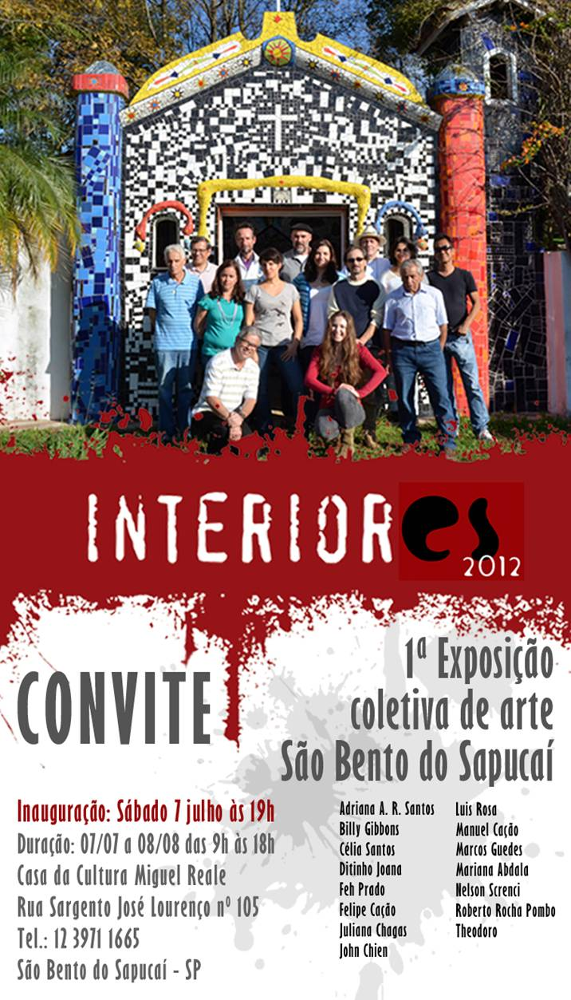 INTERIORES
2012
CONVITE
1ª Exposição
coletiva de arte
São Bento do Sapucaí
Inauguração: Sábado 7 julho às 19h
Duração: 07/07 a 08/08 das 9h às 18h
Casa da Cultura Miguel Reale
Rua Sargento José Lourenço nº 105
Tel.: 12 3971 1665
São Bento do Sapucaí - SP
Adriana A. R. Santos
Billy Gibbons
Célia Santos
Ditinho Joana
Feh Prado
Felipe Cação
Juliana Chagas
John Chien
Luis Rosa
Manuel Cação
Marcos Guedes
Mariana Abdala
Nelson Screnci
Roberto Rocha Pombo
Theodoro